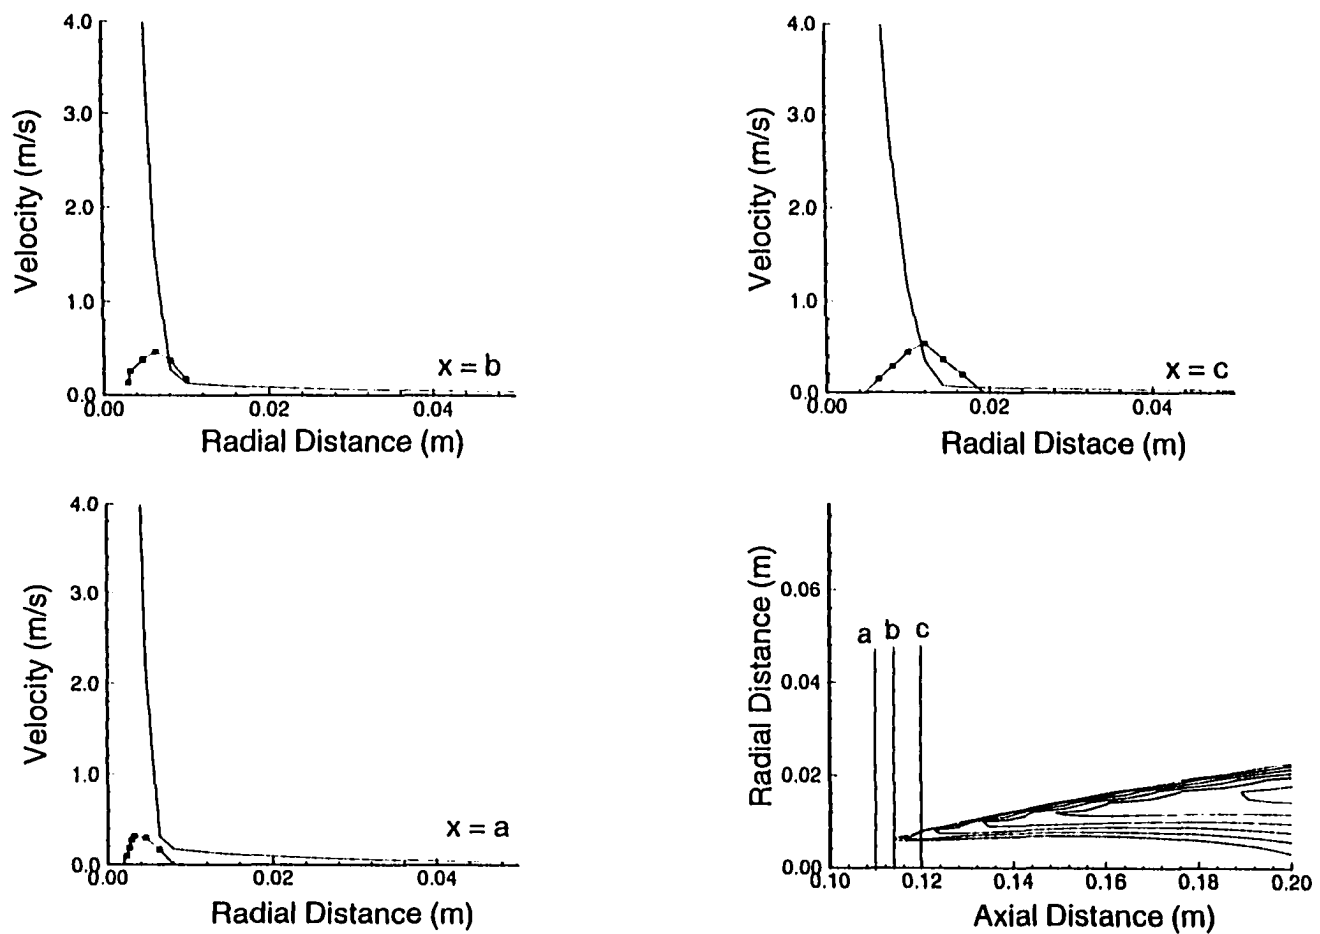 4.0
3.0
2.0
1.0
0.0
0.00
0.02
0.04
Velocity (m/s)
Radial Distance (m)
x = b
4.0
3.0
2.0
1.0
0.0
0.00
0.02
0.04
Velocity (m/s)
Radial Distace (m)
x = c
4.0
3.0
2.0
1.0
0.0
0.00
0.02
0.04
Velocity (m/s)
Radial Distance (m)
x = a
0.06
0.04
0.02
0.00
0.10
0.12
0.14
0.16
0.18
0.20
Radial Distance (m)
Axial Distance (m)
a b c